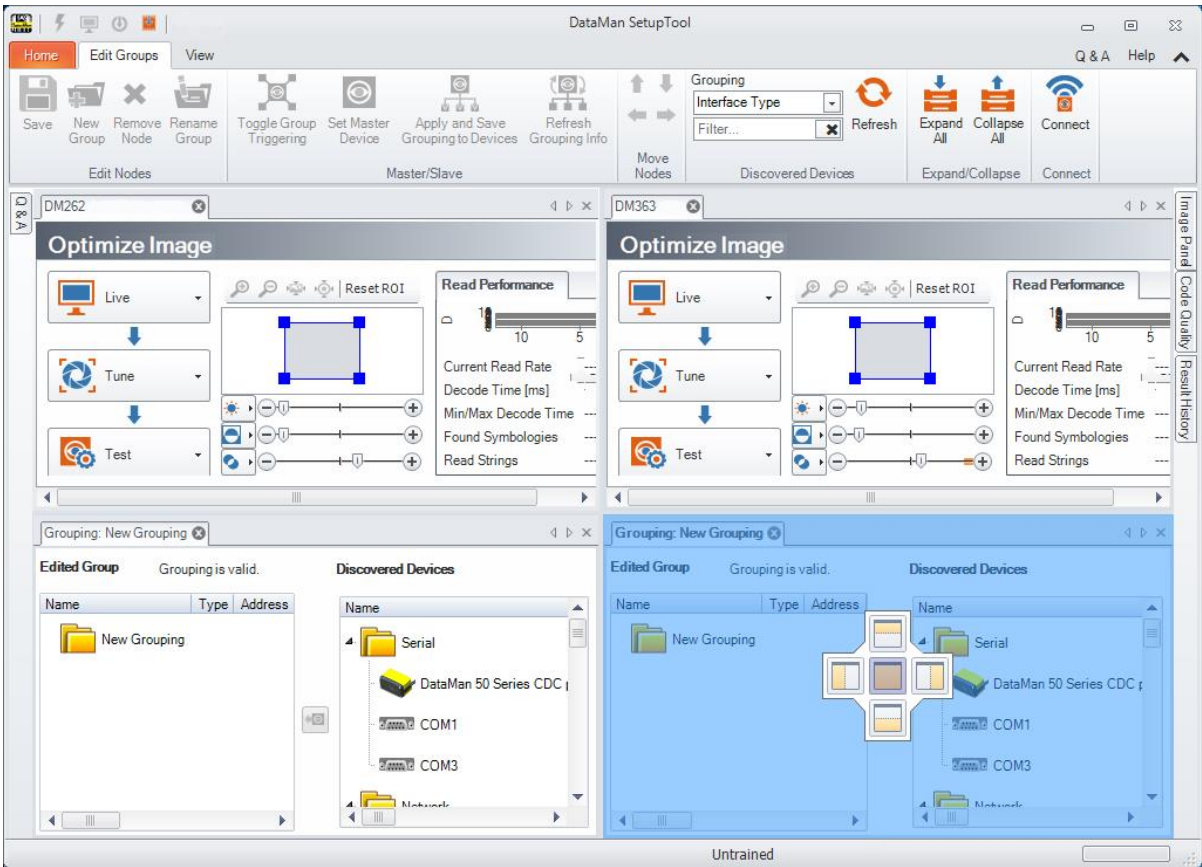 DataMan SetupTool
Home Edit Groups View Q & A Help
Save New Group Remove Node Rename Group Toggle Group Triggering Set Master Device Apply and Save Grouping to Devices Refresh Grouping Info Move Nodes
Grouping
Interface Type
Filter...
Refresh Expand All Collapse All Connect
Edit Nodes Master/Slave Discovered Devices Expand/Collapse Connect
Q & A
DM262
Optimize Image
Live
Reset ROI
Read Performance
10 5
Tune
Current Read Rate
Decode Time [ms]
Min/Max Decode Time ---
Found Symbologies ---
Test
Read Strings ---
DM363
Optimize Image
Live
Reset ROI
Read Performance
10 5
Tune
Current Read Rate
Decode Time [ms]
Min/Max Decode Time ---
Found Symbologies ---
Test
Read Strings ---
Image Panel
Code Quality
Result History
Grouping: New Grouping
Edited Group Grouping is valid. Discovered Devices
Name Type Address
New Grouping
Name
Serial
DataMan 50 Series CDC
COM1
COM3
Network
Grouping: New Grouping
Edited Group Grouping is valid. Discovered Devices
Name Type Address
New Grouping
Name
Serial
DataMan 50 Series CDC
COM1
COM3
Network
Untrained